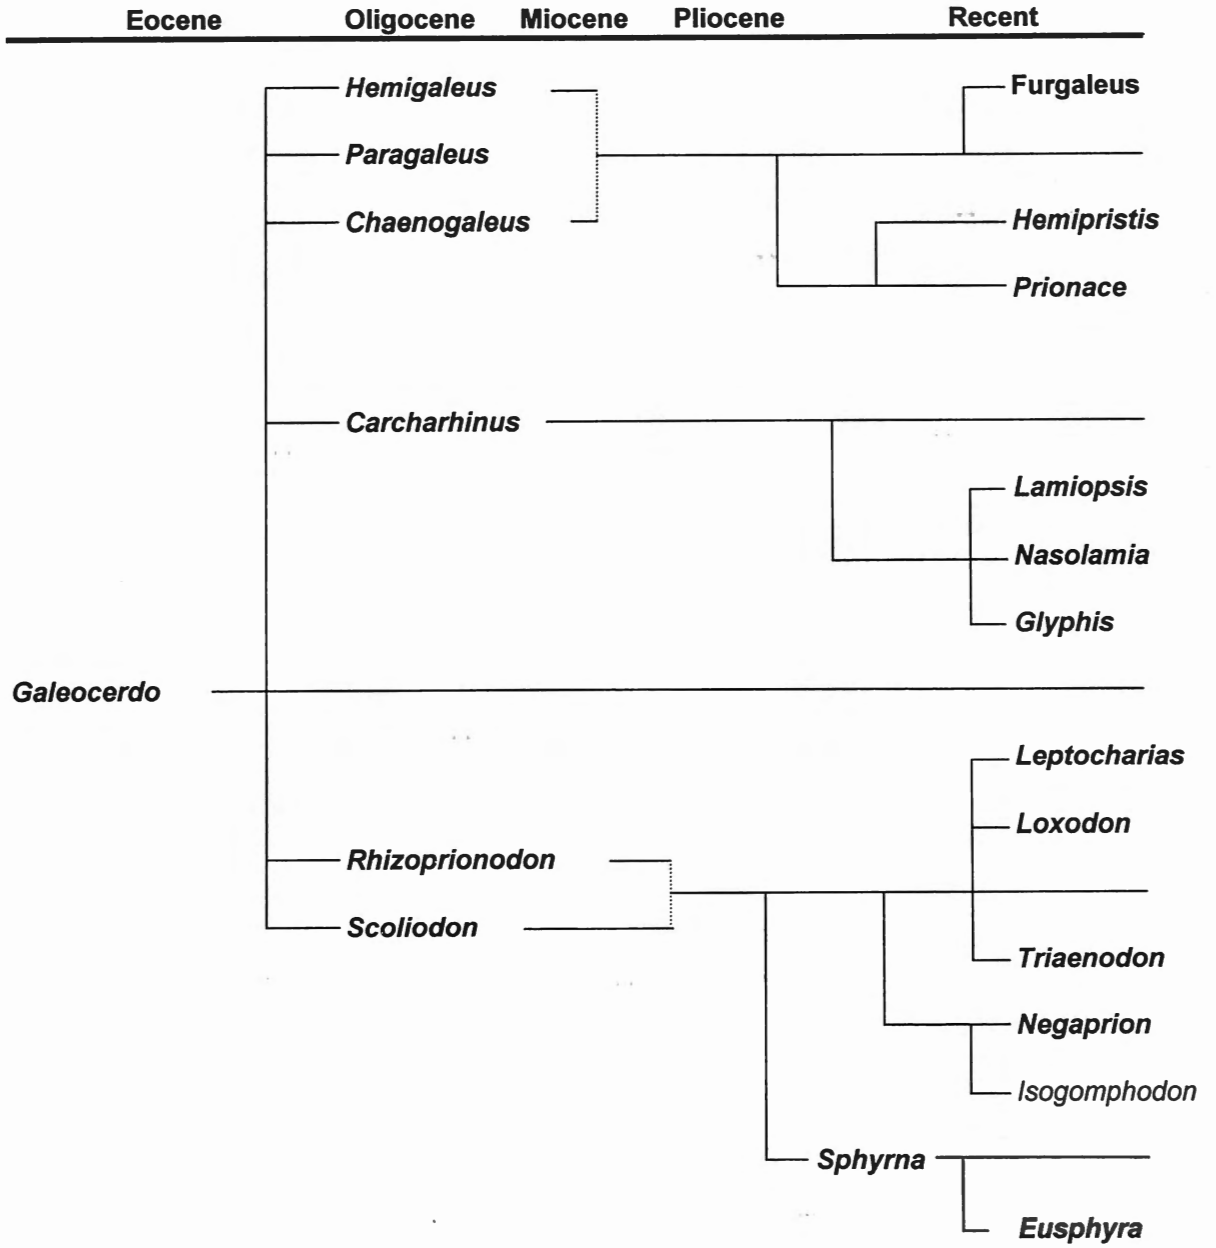 Eocene Oligocene Miocene Pliocene Recent
Hemigaleus Furgaleus
Paragaleus
Chaenogaleus Hemipristis
Prionace
Carcharhinus
Lamiopsis
Nasolamia
Glyphis
Galeocerdo
Leptocharias
Loxodon
Rhizoprionodon
Scoliodon
Triaenodon
Negaprion
Isogomphodon
Sphyrna
Eusphyra